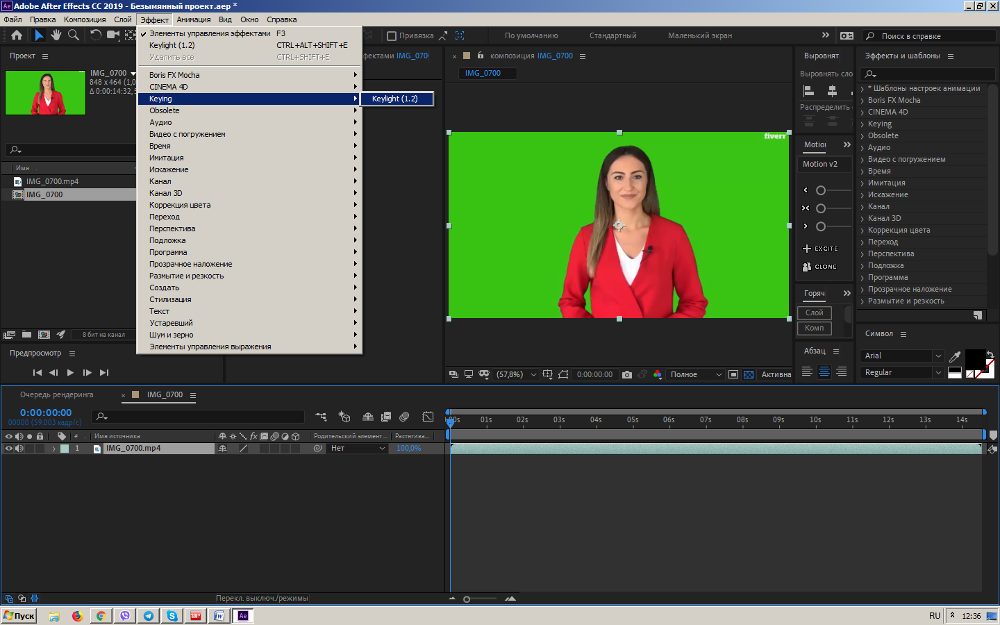 Adobe After Effects CC 2019 - Безымянный проект.aep *
Файл Правка Композиция Слой Эффект Анимация Вид Окно Справка
Привязка
По умолчанию Стандартный Маленький экран
Поиск в справке
Проект
IMG_0700
848 x 464 (1,0
Δ 0:00:14:32, 5
Имя
IMG_0700.mp4
IMG_0700
8 бит на канал
Предпросмотр
Элементы управления эффектами F3
Keylight (1.2) CTRL+ALT+SHIFT+E
Удалить все CTRL+SHIFT+E
Boris FX Mocha
CINEMA 4D
Keying
Keylight (1.2)
Obsolete
Аудио
Видео с погружением
Время
Имитация
Искажение
Канал
Канал 3D
Коррекция цвета
Переход
Перспектива
Подложка
Программа
Прозрачное наложение
Размытие и резкость
Создать
Стилизация
Текст
Устаревший
Шум и зерно
Элементы управления выражения
фектами IMG_070
композиция IMG_0700
IMG_0700
fiverr
(57,8%) 0:00:00:00 Полное Активна
Выровнят
Выровнять сло
Распределить
Motion
Motion v2
EXCITE
CLONE
Горяч
Слой
Комп
Абзац
Эффекты и шаблоны
* Шаблоны настроек анимации
Boris FX Mocha
CINEMA 4D
Keying
Obsolete
Аудио
Видео с погружением
Время
Имитация
Искажение
Канал
Канал 3D
Коррекция цвета
Переход
Перспектива
Подложка
Программа
Прозрачное наложение
Размытие и резкость
Символ
Arial
Regular
Очередь рендеринга
IMG_0700
0:00:00:00
00000 (59.003 кадр/с)
# Имя источника Родительский элемент ... Растягива...
1 IMG_0700.mp4 Нет 100,0%
:00s 01s 02s 03s 04s 05s 06s 07s 08s 09s 10s 11s 12s 13s 14s
Перекл. выключ./режимы
Пуск
SMY
W
Ae
RU 12:36